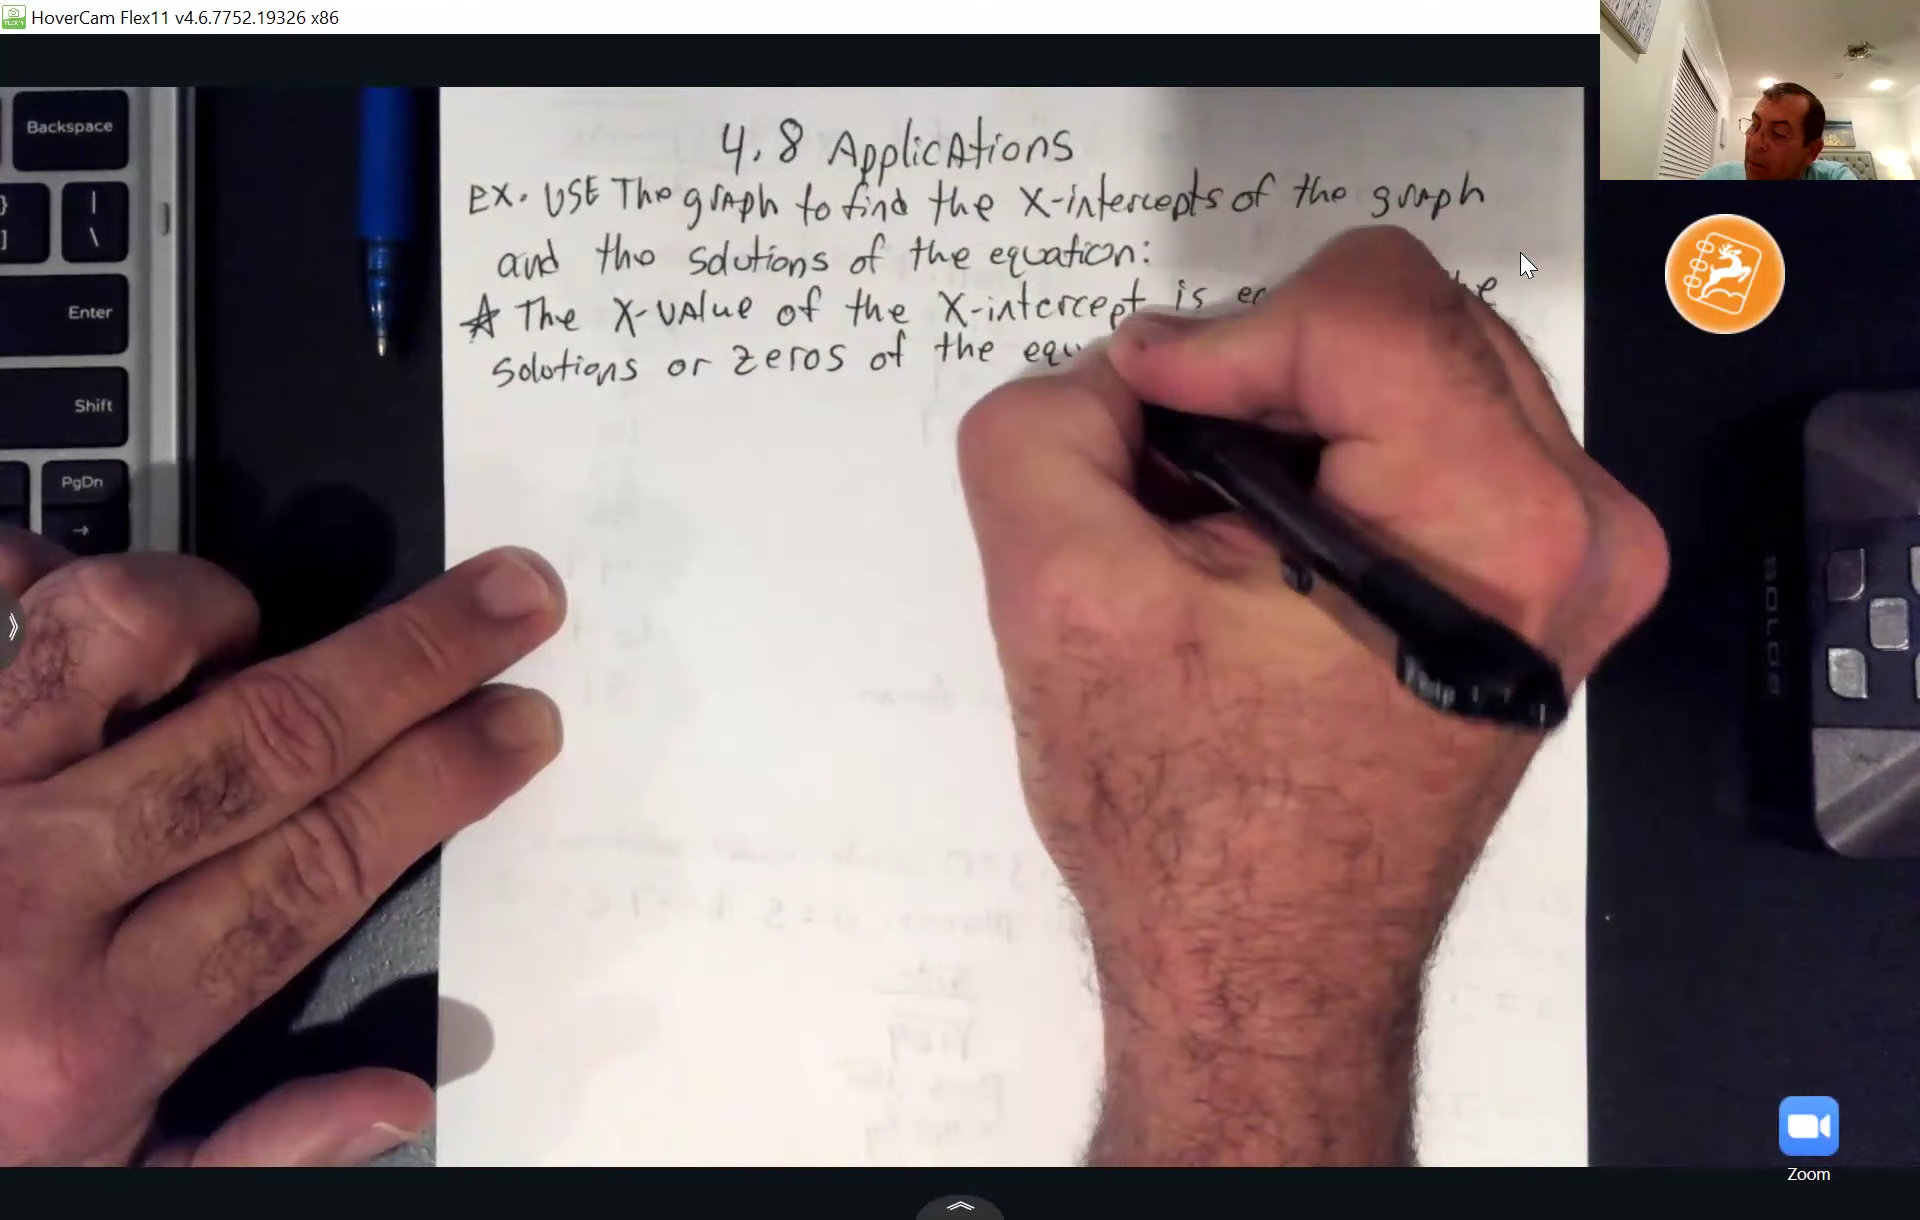 HoverCam Flex11 v4.6.7752.19326 x86
Backspace
}
]
|
\
Enter
Shift
PgDn
→
4.8 Applications
Ex. Use The graph to find the x-intercepts of the graph
and the solutions of the equation:
☆ The x-value of the x-intercept is
solutions or zeros of the
SOLO8
Zoom